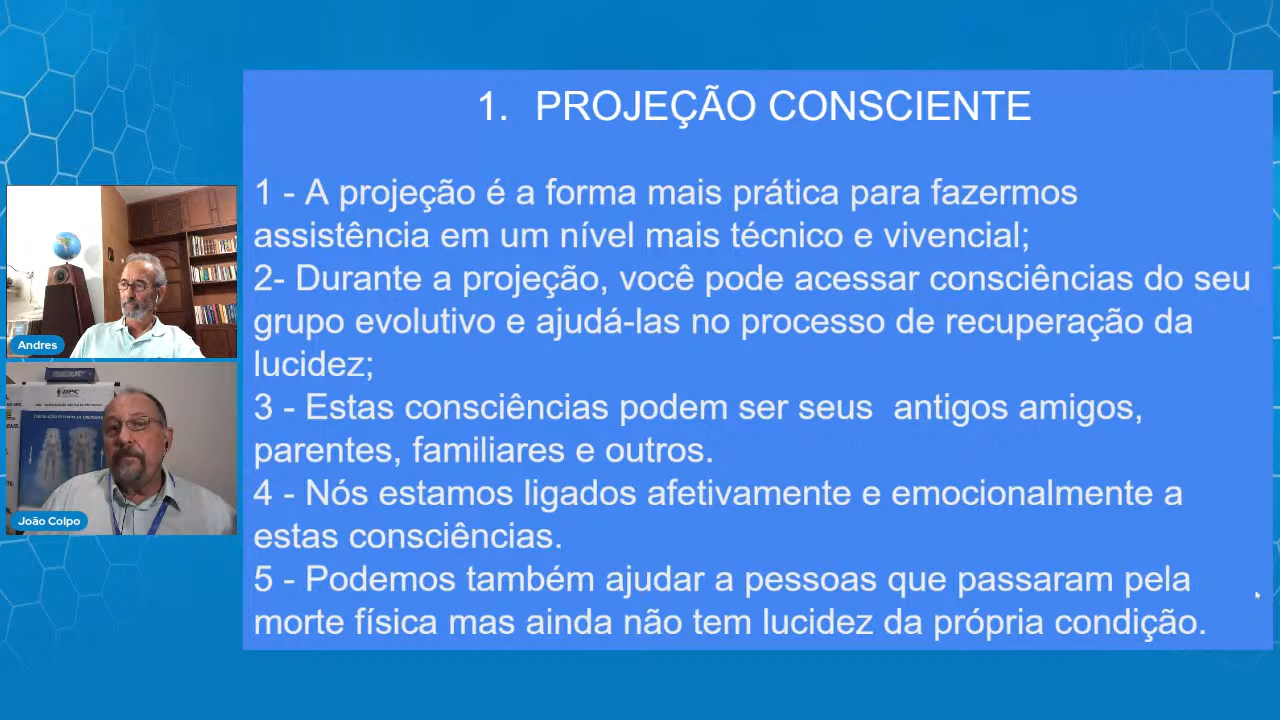 1. PROJEÇÃO CONSCIENTE
1 - A projeção é a forma mais prática para fazermos
assistência em um nível mais técnico e vivencial;
2- Durante a projeção, você pode acessar consciências do seu
grupo evolutivo e ajudá-las no processo de recuperação da
lucidez;
3 - Estas consciências podem ser seus  antigos amigos,
parentes, familiares e outros.
4 - Nós estamos ligados afetivamente e emocionalmente a
estas consciências.
5 - Podemos também ajudar a pessoas que passaram pela
morte física mas ainda não tem lucidez da própria condição.
Andres
IIPC
João Colpo